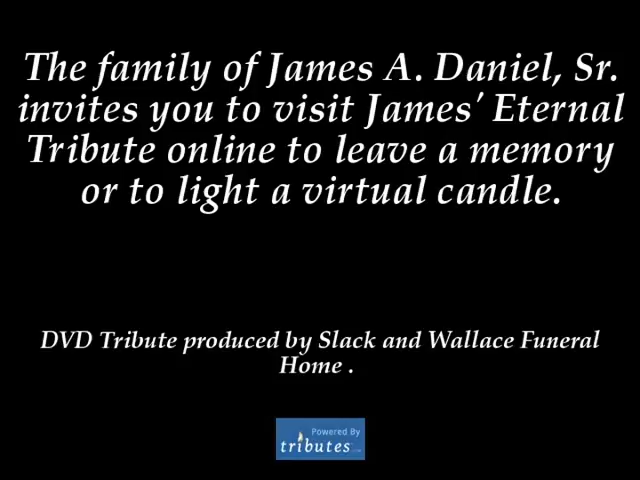 The family of James A. Daniel, Sr.
invites you to visit James' Eternal
Tribute online to leave a memory
or to light a virtual candle.
DVD Tribute produced by Slack and Wallace Funeral
Home .
Powered By
tributes